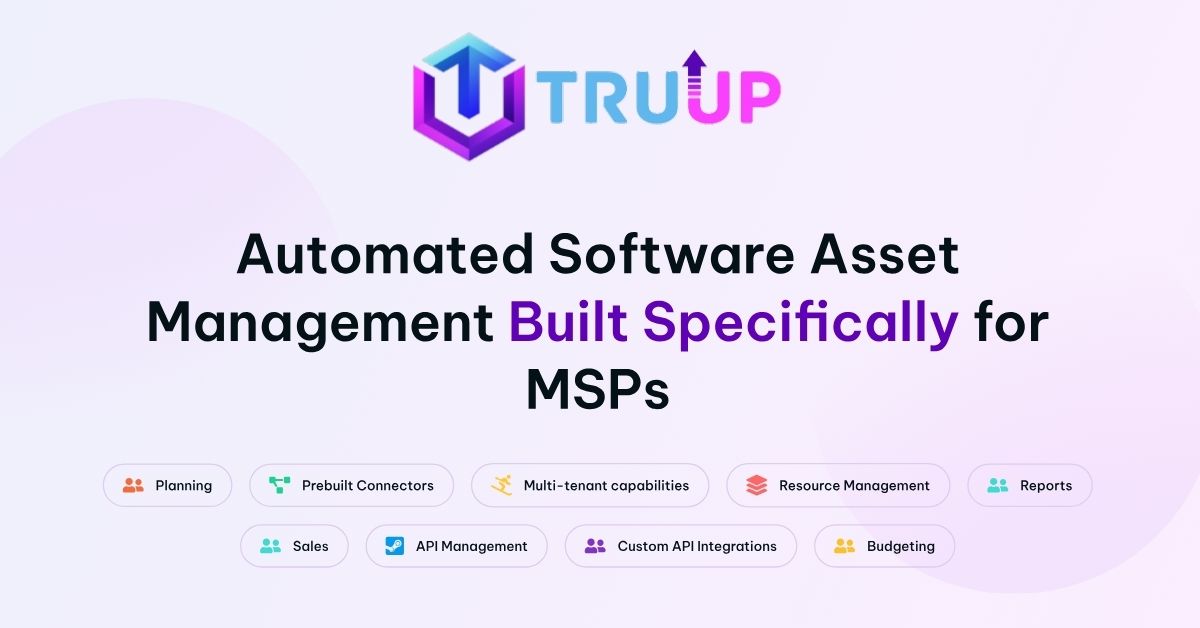 TRUUP
Automated Software Asset
Management Built Specifically for
MSPs
Planning
Prebuilt Connectors
Multi-tenant capabilities
Resource Management
Reports
Sales
API Management
Custom API Integrations
Budgeting